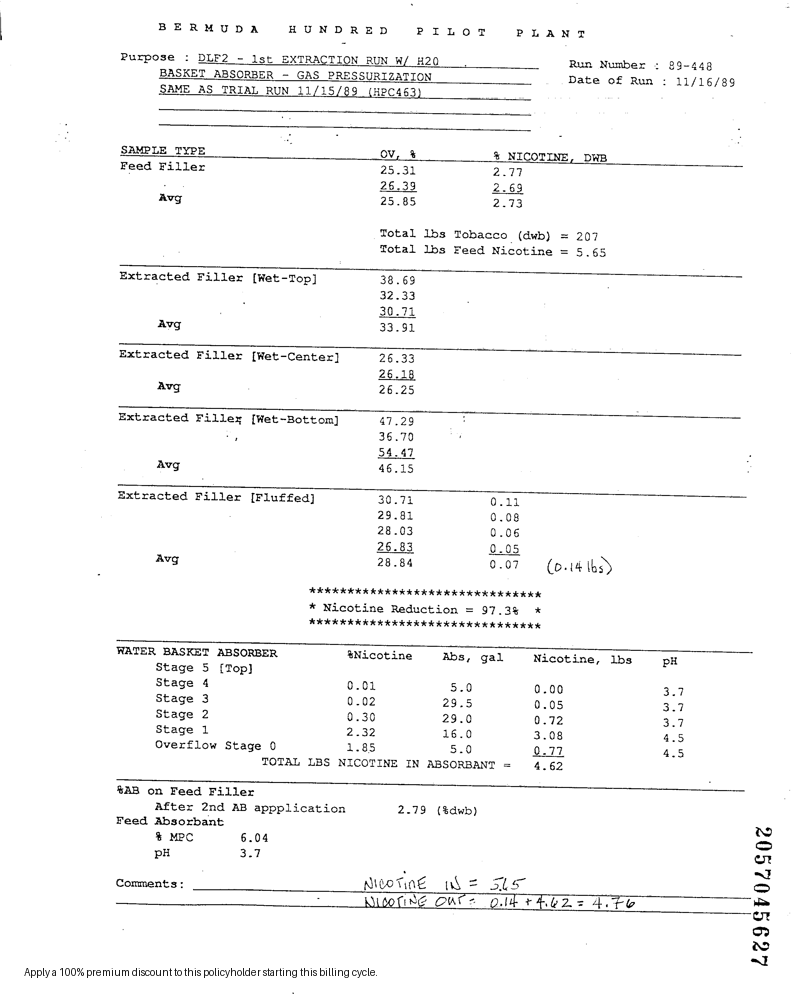 BERMUDA HUNDRED PILOT PLANT
Purpose : DLF2 - 1st EXTRACTION RUN W/ H20
BASKET ABSORBER - GAS PRESSURIZATION
SAME AS TRIAL RUN 11/15/89 (HPC463)
Run Number : 89-448
Date of Run : 11/16/89
SAMPLE TYPE OV, % % NICOTINE, DWB
Feed Filler 25.31 2.77
26.39 2.69
Avg 25.85 2.73
Total lbs Tobacco (dwb) = 207
Total lbs Feed Nicotine = 5.65
Extracted Filler [Wet-Top] 38.69
32.33
30.71
Avg 33.91
Extracted Filler [Wet-Center] 26.33
26.18
Avg 26.25
Extracted Filler [Wet-Bottom] 47.29
36.70
54.47
Avg 46.15
Extracted Filler [Fluffed] 30.71 0.11
29.81 0.08
28.03 0.06
26.83 0.05
Avg 28.84 0.07 (0.14 lbs)
******************************
* Nicotine Reduction = 97.3% *
******************************
WATER BASKET ABSORBER %Nicotine Abs, gal Nicotine, lbs pH
Stage 5 [Top]
Stage 4 0.01 5.0 0.00 3.7
Stage 3 0.02 29.5 0.05 3.7
Stage 2 0.30 29.0 0.72 3.7
Stage 1 2.32 16.0 3.08 4.5
Overflow Stage 0 1.85 5.0 0.77 4.5
TOTAL LBS NICOTINE IN ABSORBANT = 4.62
%AB on Feed Filler
After 2nd AB appplication 2.79 (%dwb)
Feed Absorbant
% MPC 6.04
pH 3.7
Comments: NICOTINE IN = 5.65
NICOTINE OUT = 0.14 + 4.62 = 4.76
2057045627
Apply a 100% premium discount to this policyholder starting this billing cycle.